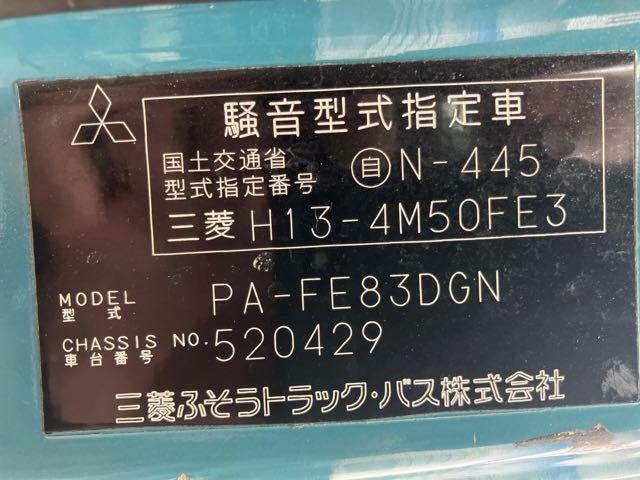 騒音型式指定車
国土交通省
型式指定番号
自 N-445
三菱 H13-4M50FE3
MODEL
型式
PA-FE83DGN
CHASSIS NO.
車台番号
520429
三菱ふそうトラック・バス株式会社